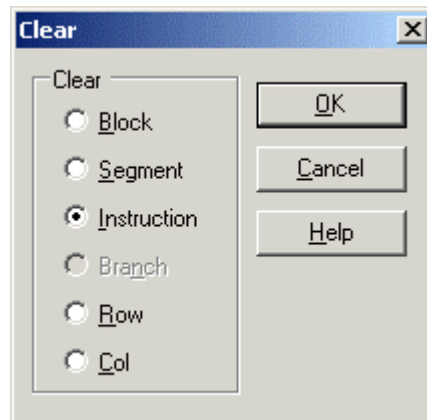 Clear
Clear
Block
Segment
Instruction
Branch
Row
Col
OK
Cancel
Help